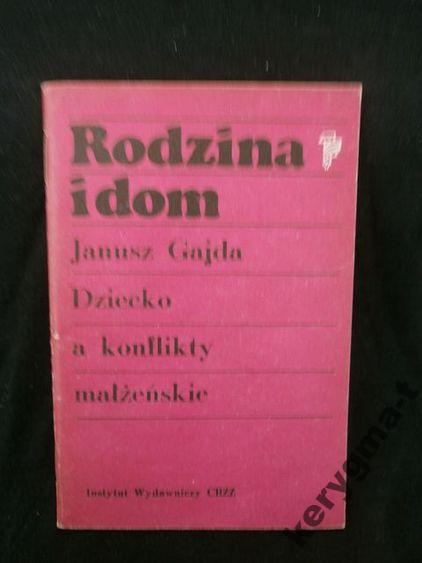 Rodzina
i dom
Janusz Gajda
Dziecko
a konflikty
małżeńskie
Instytut Wydawniczy CRZZ
kerygma-t